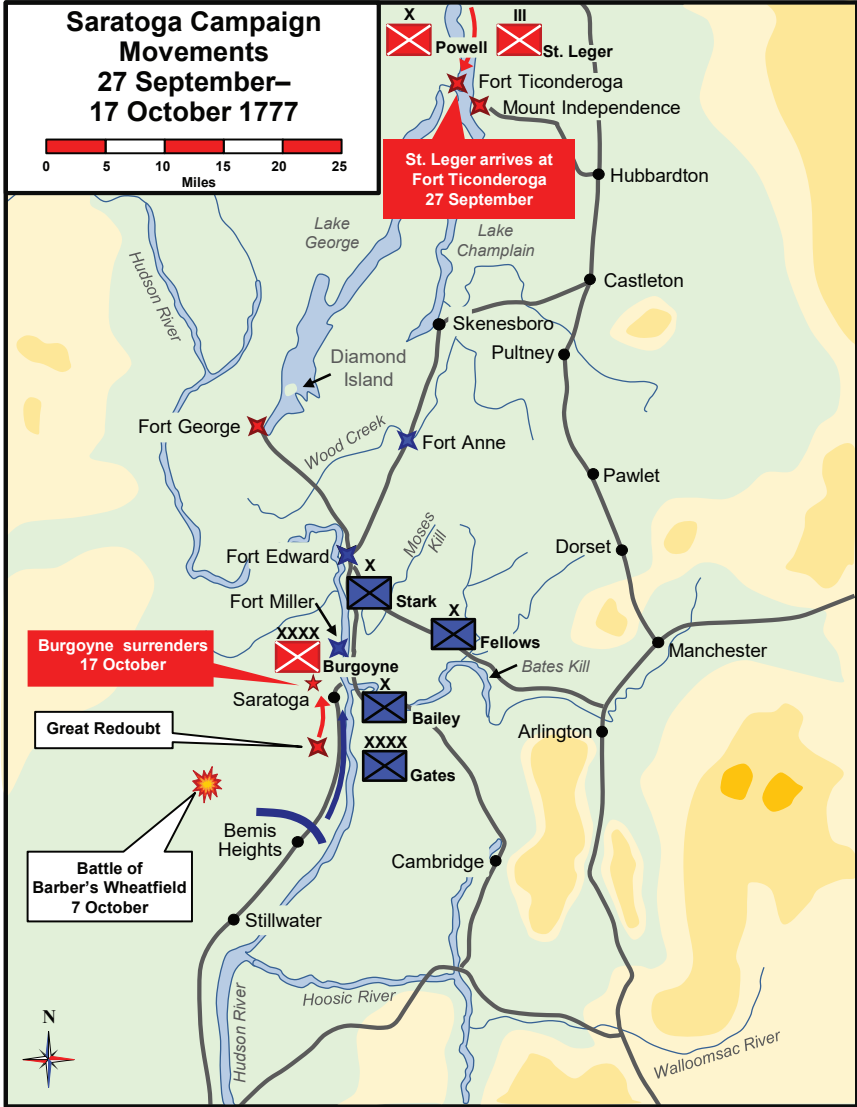 Saratoga Campaign
Movements
27 September–
17 October 1777
0 5 10 15 20 25
Miles
X
Powell
III
St. Leger
Fort Ticonderoga
Mount Independence
St. Leger arrives at
Fort Ticonderoga
27 September
Hubbardton
Lake
George
Lake
Champlain
Hudson River
Castleton
Skenesboro
Pultney
Diamond
Island
Fort George
Wood Creek
Fort Anne
Pawlet
Moses
Kill
Dorset
Fort Edward
X
Stark
Fort Miller
X
Fellows
XXXX
Burgoyne
Burgoyne surrenders
17 October
Manchester
Bates Kill
Saratoga
X
Bailey
Great Redoubt
Arlington
XXXX
Gates
Bemis
Heights
Cambridge
Battle of
Barber's Wheatfield
7 October
Stillwater
Hoosic River
Hudson River
Walloomsac River
N